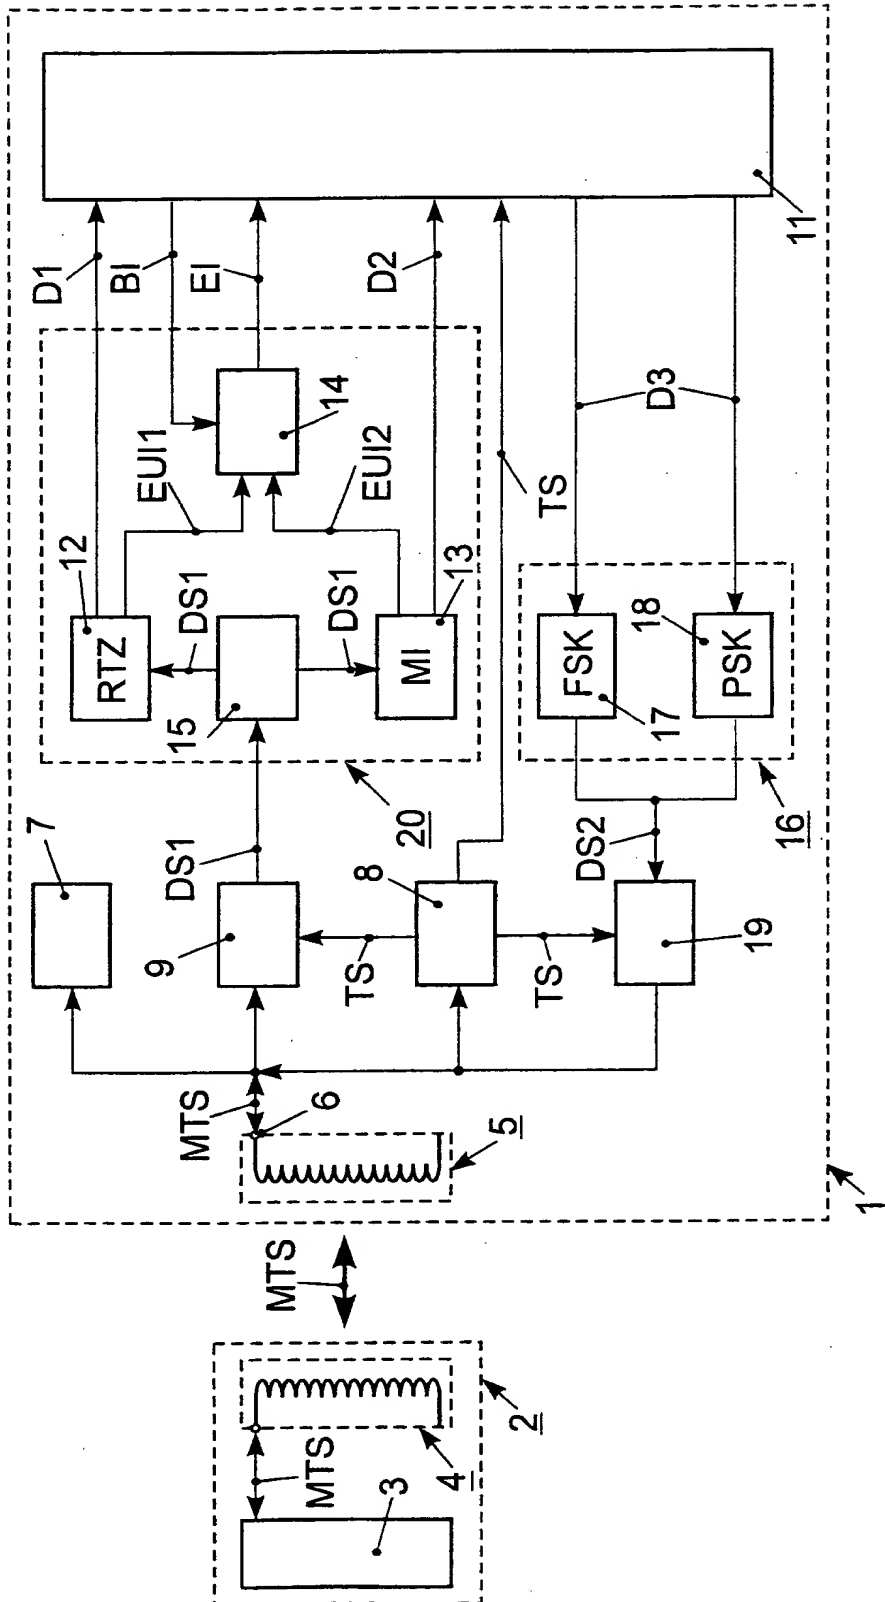 D1
BI
EI
D2
11
14
EUI1
EUI2
D3
TS
12
RTZ
DS1
15
DS1
13
MI
FSK
17
18
PSK
20
16
7
DS1
9
8
DS2
19
TS
TS
MTS
6
5
1
MTS
MTS
4
2
3